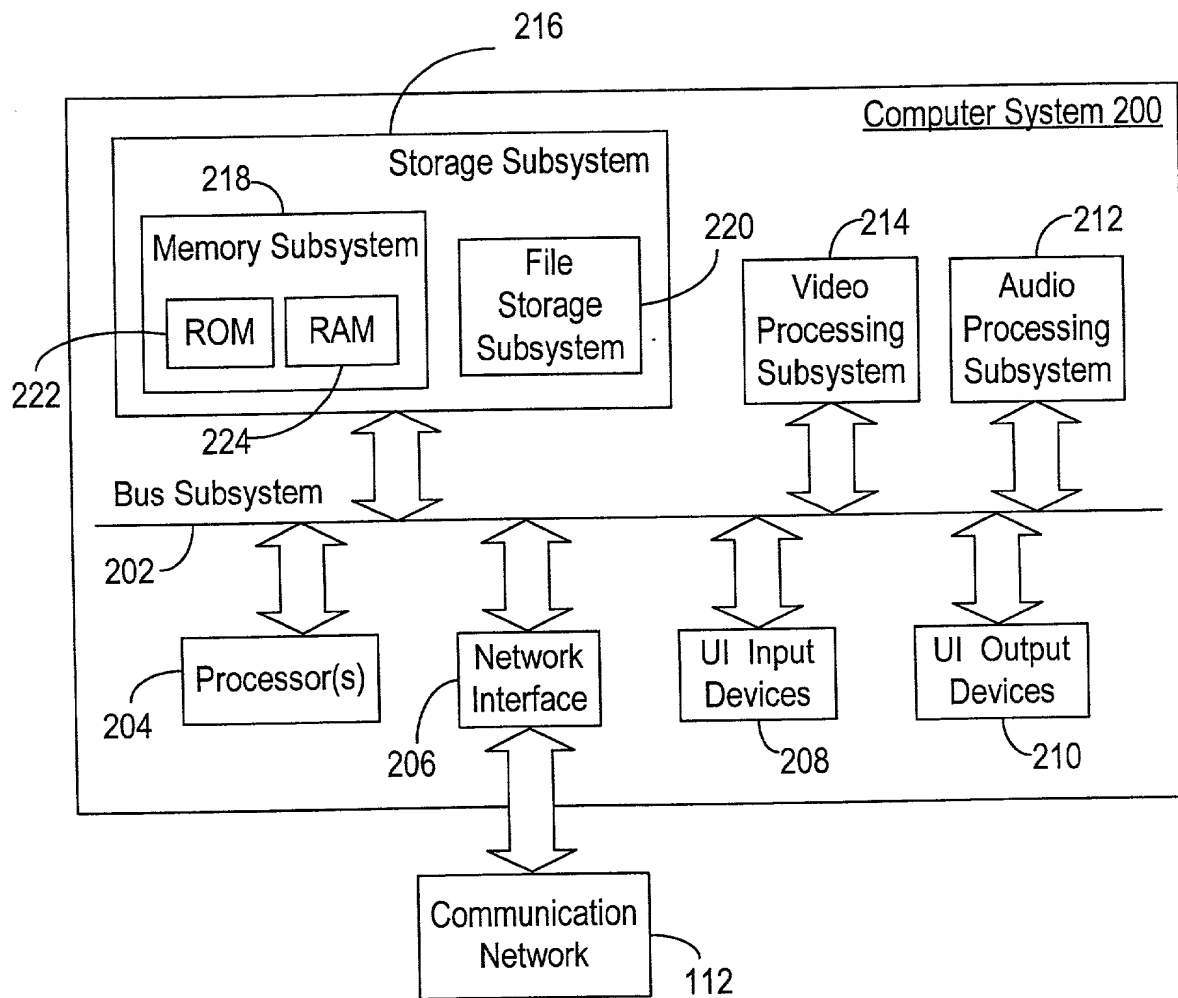 216
Computer System 200
Storage Subsystem
218
Memory Subsystem
ROM
RAM
222
224
File
Storage
Subsystem
220
214
Video
Processing
Subsystem
212
Audio
Processing
Subsystem
Bus Subsystem
202
Processor(s)
204
Network
Interface
206
UI Input
Devices
208
UI Output
Devices
210
Communication
Network
112